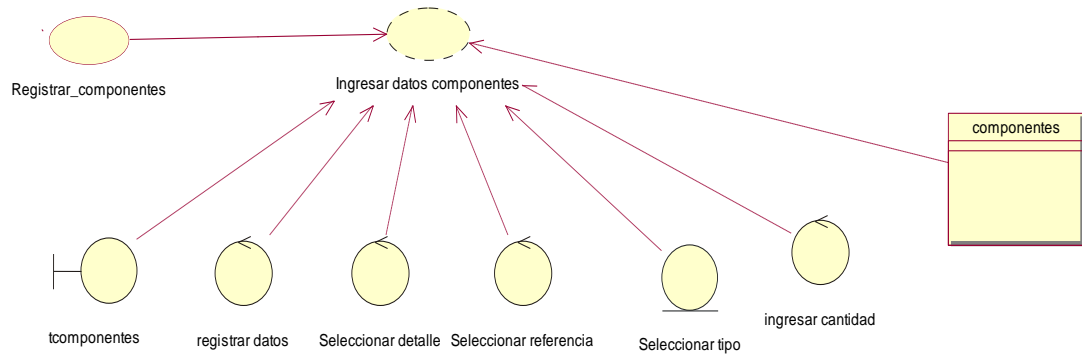 Registrar_componentes
Ingresar datos componentes
componentes
tcomponentes
registrar datos
Seleccionar detalle
Seleccionar referencia
Seleccionar tipo
ingresar cantidad